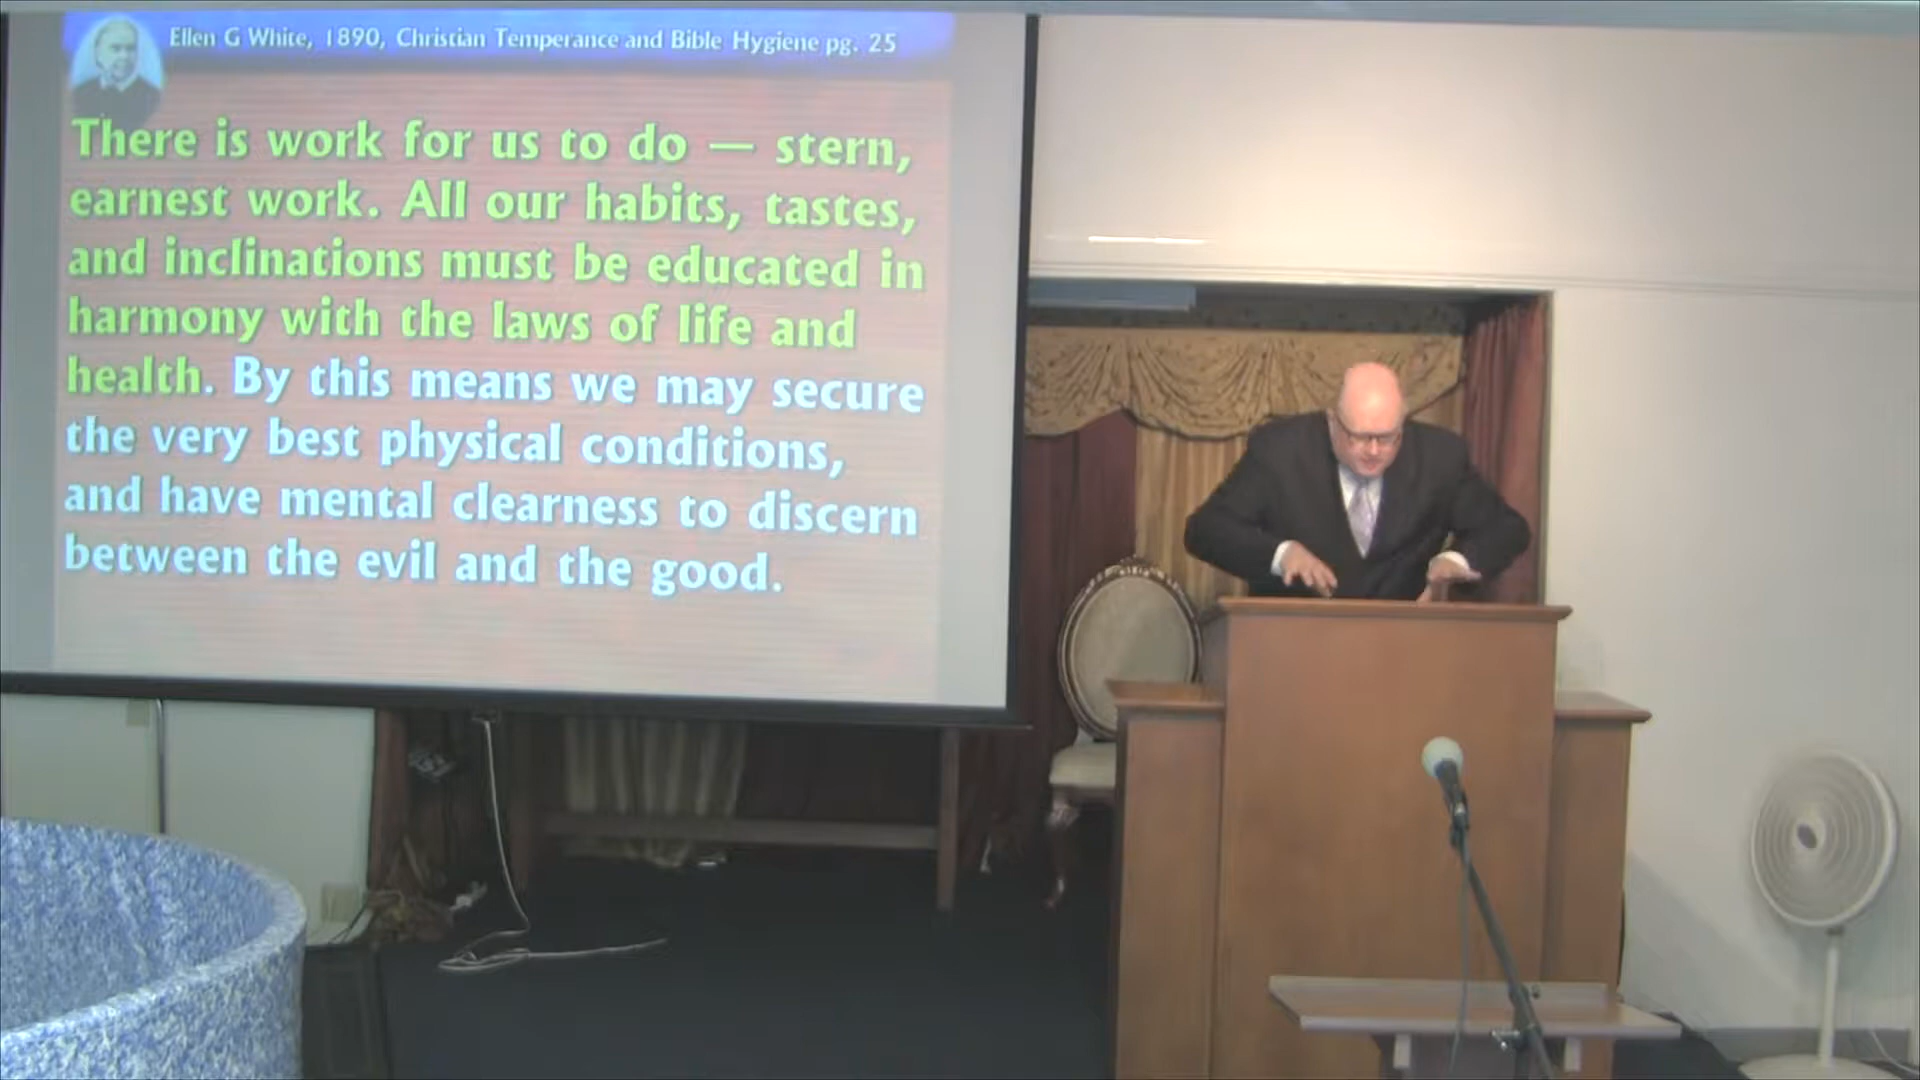 Ellen G White, 1890, Christian Temperance and Bible Hygiene pg. 25
There is work for us to do — stern,
earnest work. All our habits, tastes,
and inclinations must be educated in
harmony with the laws of life and
health. By this means we may secure
the very best physical conditions,
and have mental clearness to discern
between the evil and the good.